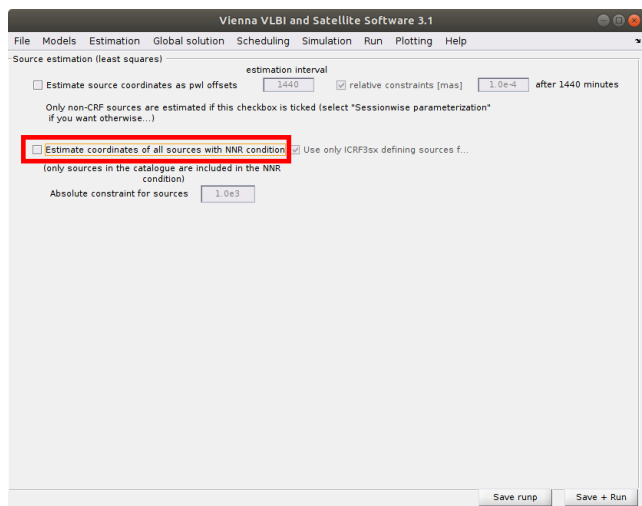 Vienna VLBI and Satellite Software 3.1
File Models Estimation Global solution Scheduling Simulation Run Plotting Help
Source estimation (least squares)
estimation interval
Estimate source coordinates as pwl offsets 1440 relative constraints [mas] 1.0e-4 after 1440 minutes
Only non-CRF sources are estimated if this checkbox is ticked (select "Sessionwise parameterization"
if you want otherwise...)
Estimate coordinates of all sources with NNR condition Use only ICRF3sx defining sources f...
(only sources in the catalogue are included in the NNR
condition)
Absolute constraint for sources 1.0e3
Save runp Save + Run